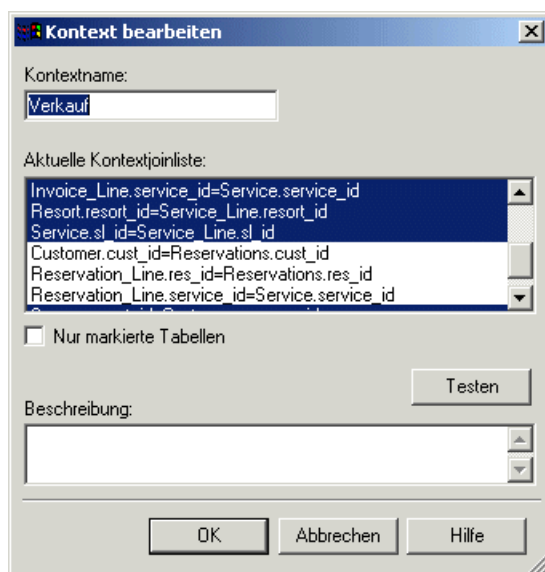 Kontext bearbeiten
Kontextname:
Verkauf
Aktuelle Kontextjoinliste:
Invoice_Line.service_id=Service.service_id
Resort.resort_id=Service_Line.resort_id
Service.sl_id=Service_Line.sl_id
Customer.cust_id=Reservations.cust_id
Reservation_Line.res_id=Reservations.res_id
Reservation_Line.service_id=Service.service_id
Nur markierte Tabellen
Testen
Beschreibung:
OK Abbrechen Hilfe